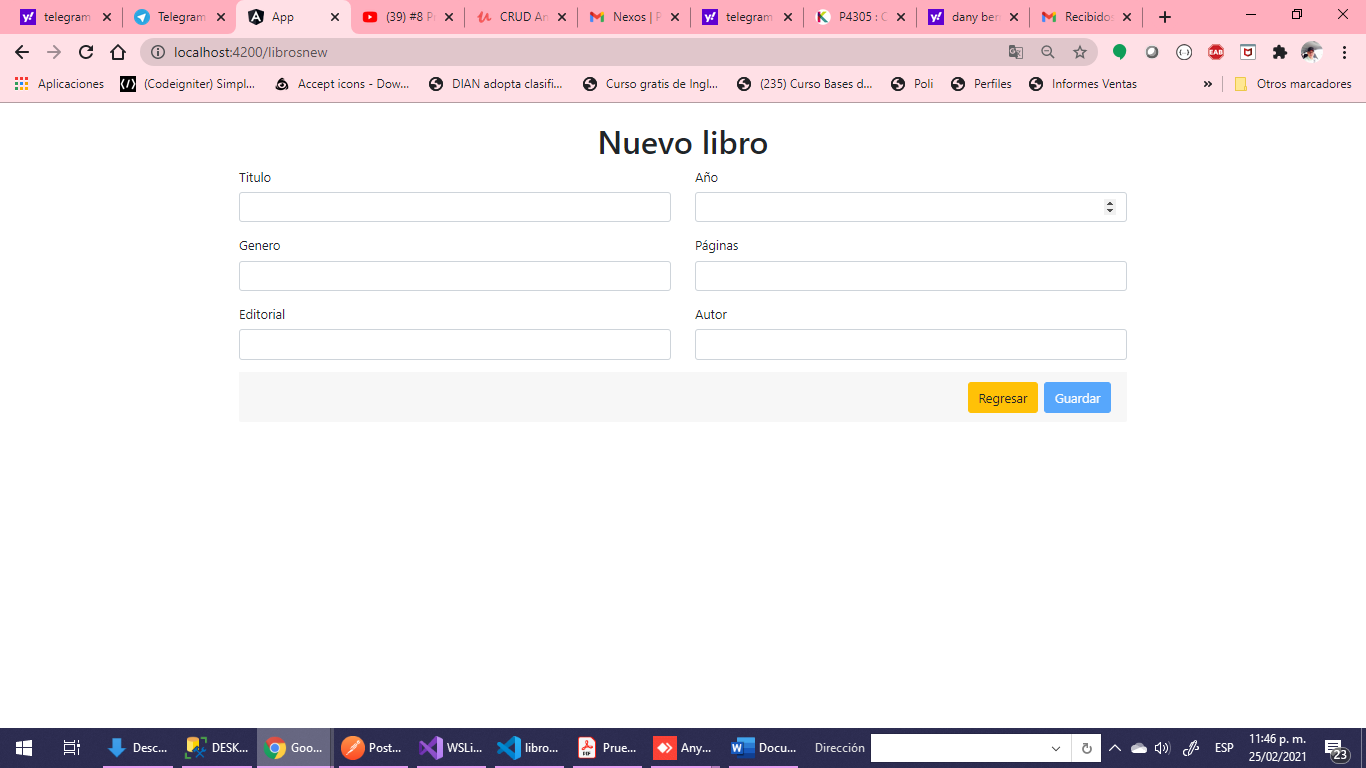 telegram
Telegram
App
(39) #8 P
CRUD An
Nexos | P
telegram
P4305 : C
dany ber
Recibidos
localhost:4200/librosnew
Aplicaciones
(Codeigniter) Simpl...
Accept icons - Dow...
DIAN adopta clasifi...
Curso gratis de Ingl...
(235) Curso Bases d...
Poli
Perfiles
Informes Ventas
»
Otros marcadores
Nuevo libro
Titulo
Año
Genero
Páginas
Editorial
Autor
Regresar
Guardar
Desc...
DESK...
Goo...
Post...
WSLi...
libro...
Prue...
Any...
Docu...
Dirección
ESP
11:46 p. m.
25/02/2021
23